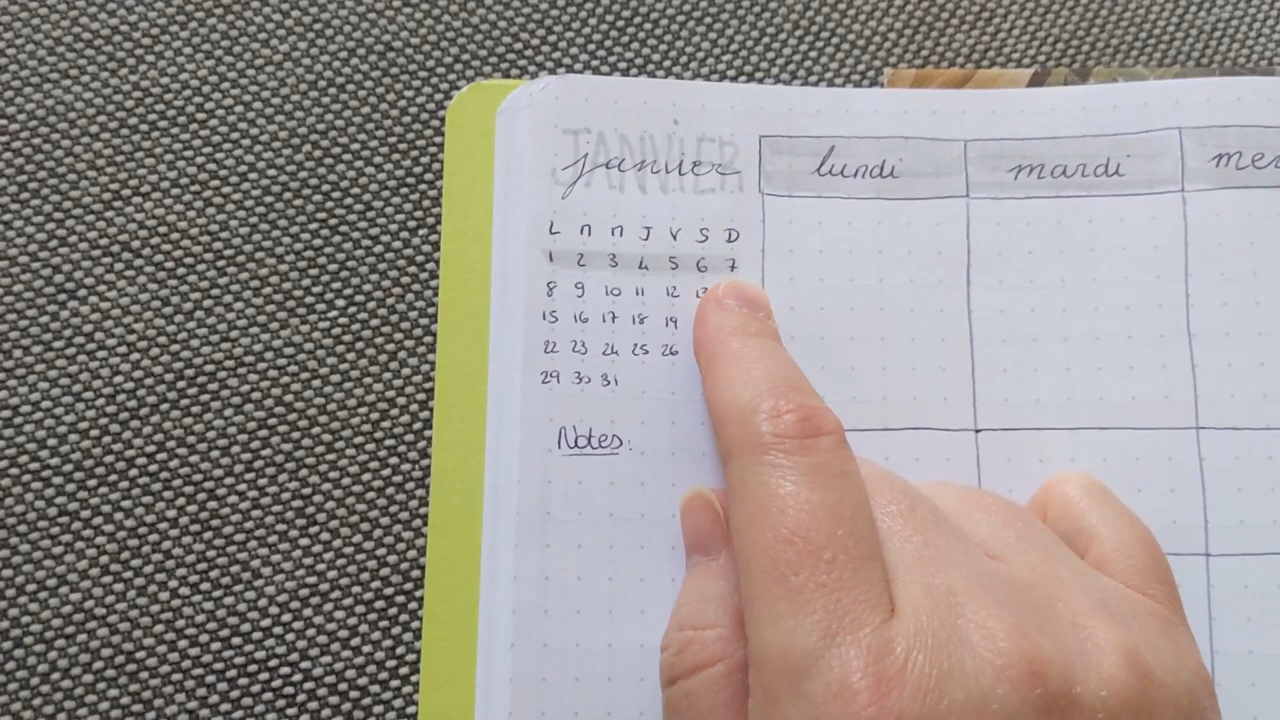 JANVIER
janvier
lundi mardi
L M M J V S D
1 2 3 4 5 6 7
8 9 10 11 12
15 16 17 18 19
22 23 24 25 26
29 30 31
Notes: